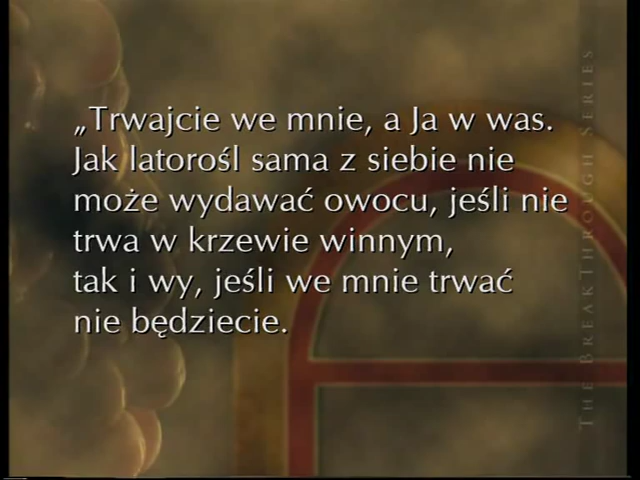 „Trwajcie we mnie, a Ja w was.
Jak latorośl sama z siebie nie
może wydawać owocu, jeśli nie
trwa w krzewie winnym,
tak i wy, jeśli we mnie trwać
nie będziecie.
THE BREAKTHROUGH SERIES